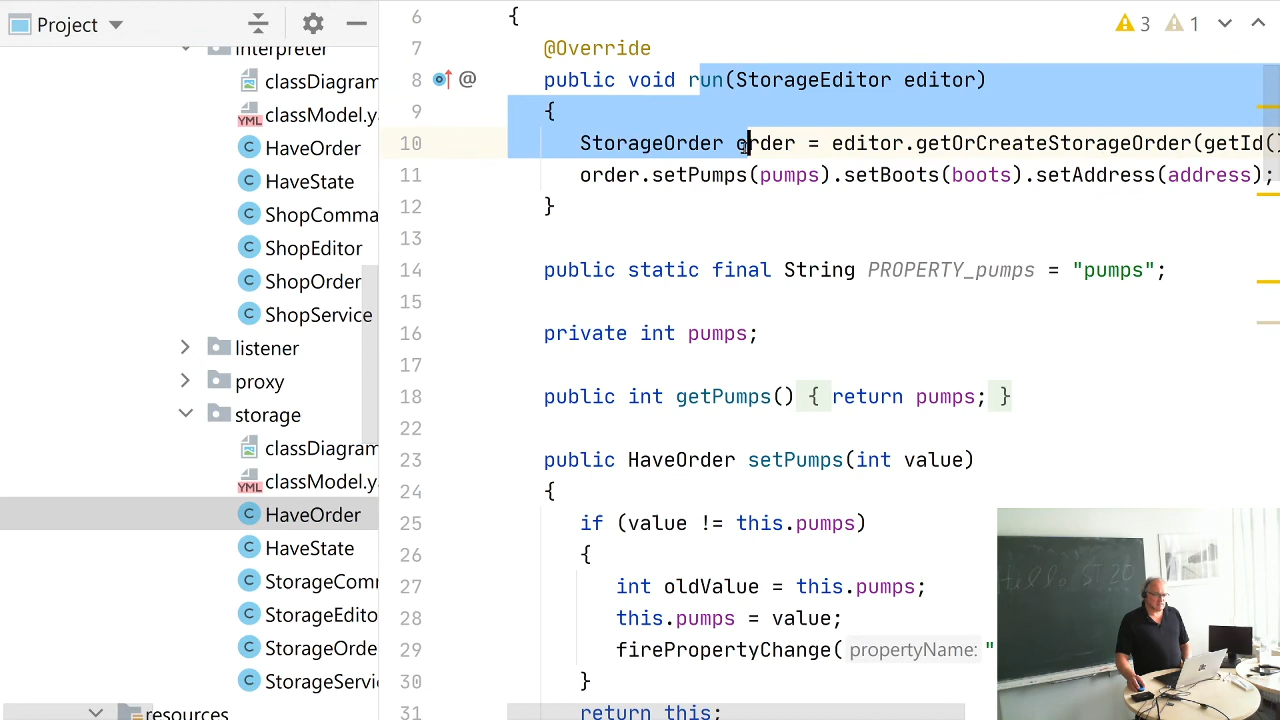 Project
interpreter
classDiagram
classModel.y
HaveOrder
HaveState
ShopComma
ShopEditor
ShopOrder
ShopService
listener
proxy
storage
classDiagram
classModel.y
HaveOrder
HaveState
StorageComm
StorageEdito
StorageOrde
StorageServi
resources
3 1
6 {
7 @Override
8 @ public void run(StorageEditor editor)
9 {
10 StorageOrder order = editor.getOrCreateStorageOrder(getId()
11 order.setPumps(pumps).setBoots(boots).setAddress(address);
12 }
13
14 public static final String PROPERTY_pumps = "pumps";
15
16 private int pumps;
17
18 public int getPumps() { return pumps; }
22
23 public HaveOrder setPumps(int value)
24 {
25 if (value != this.pumps)
26 {
27 int oldValue = this.pumps;
28 this.pumps = value;
29 firePropertyChange( propertyName: "
30 }
31 return this;
Hello